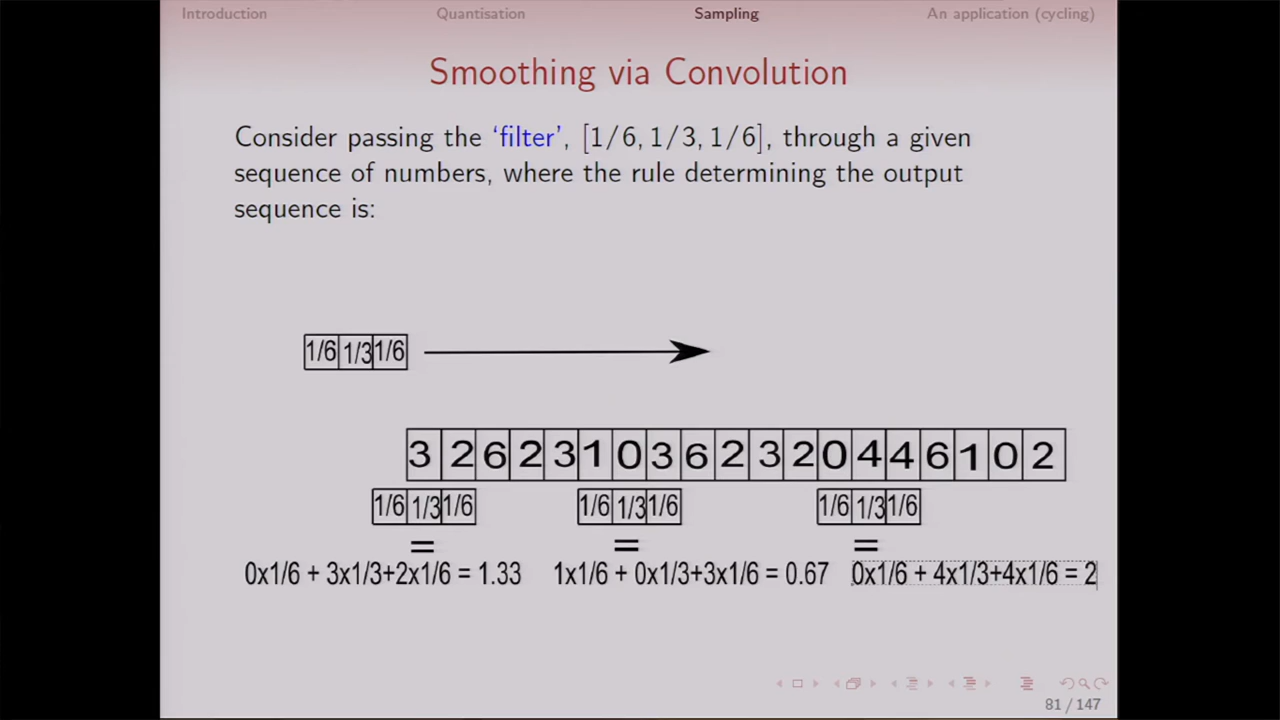 Introduction Quantisation Sampling An application (cycling)
Smoothing via Convolution
Consider passing the ‘filter’, [1/6, 1/3, 1/6], through a given
sequence of numbers, where the rule determining the output
sequence is:
1/6 1/3 1/6
3 2 6 2 3 1 0 3 6 2 3 2 0 4 4 6 1 0 2
1/6 1/3 1/6 1/6 1/3 1/6 1/6 1/3 1/6
= = =
0x1/6 + 3x1/3+2x1/6 = 1.33 1x1/6 + 0x1/3+3x1/6 = 0.67 0x1/6 + 4x1/3+4x1/6 = 2
81 / 147